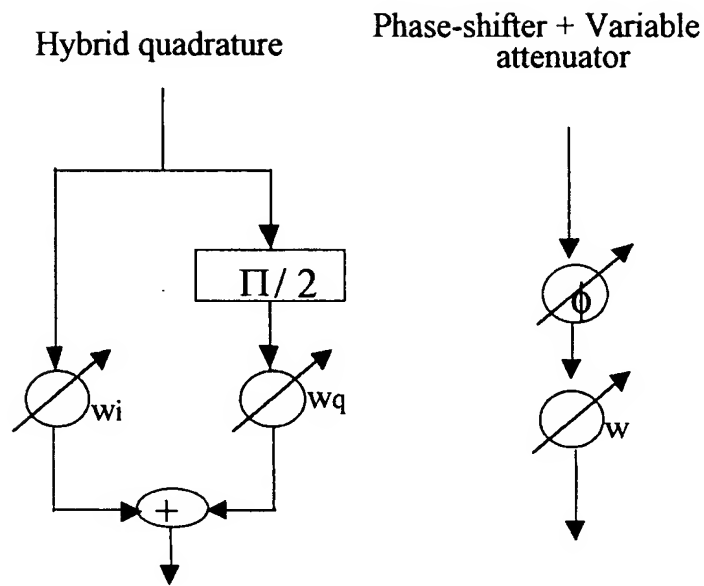 Hybrid quadrature
Phase-shifter + Variable
attenuator
Π/ 2
ϕ
wi
wq
w
+